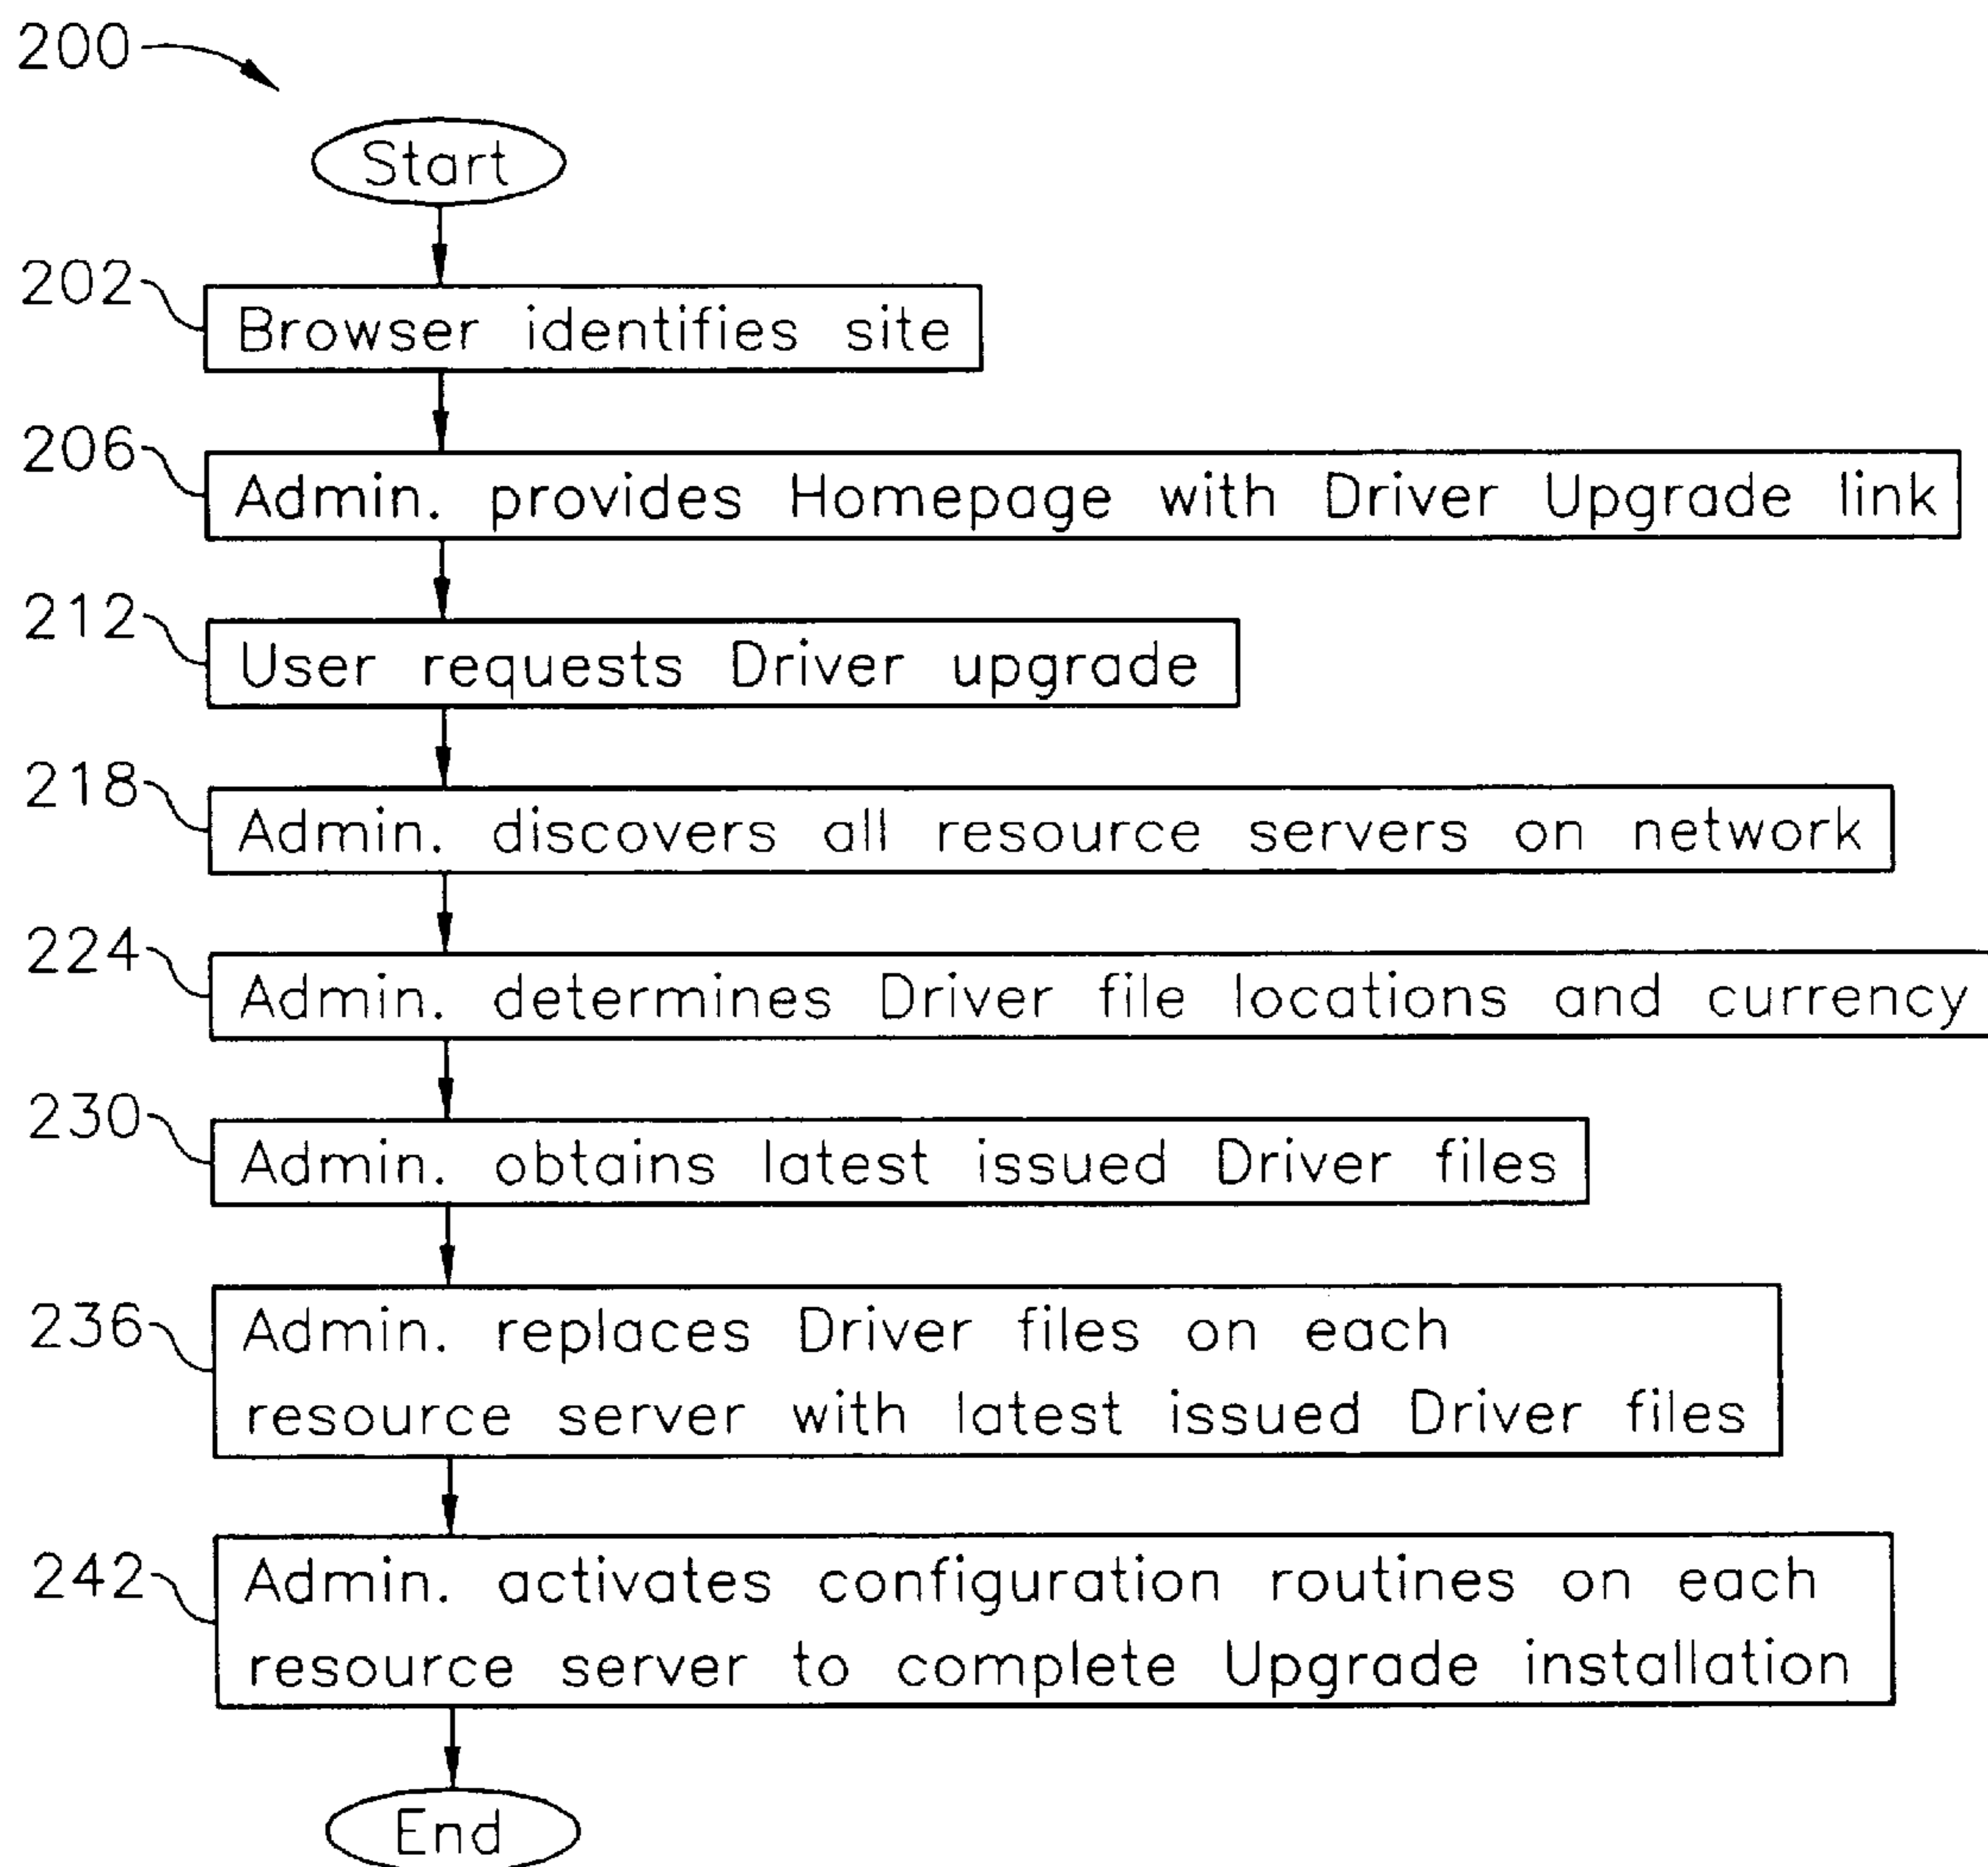 200
Start
202
Browser identifies site
206
Admin. provides Homepage with Driver Upgrade link
212
User requests Driver upgrade
218
Admin. discovers all resource servers on network
224
Admin. determines Driver file locations and currency
230
Admin. obtains latest issued Driver files
236
Admin. replaces Driver files on each
resource server with latest issued Driver files
242
Admin. activates configuration routines on each
resource server to complete Upgrade installation
End